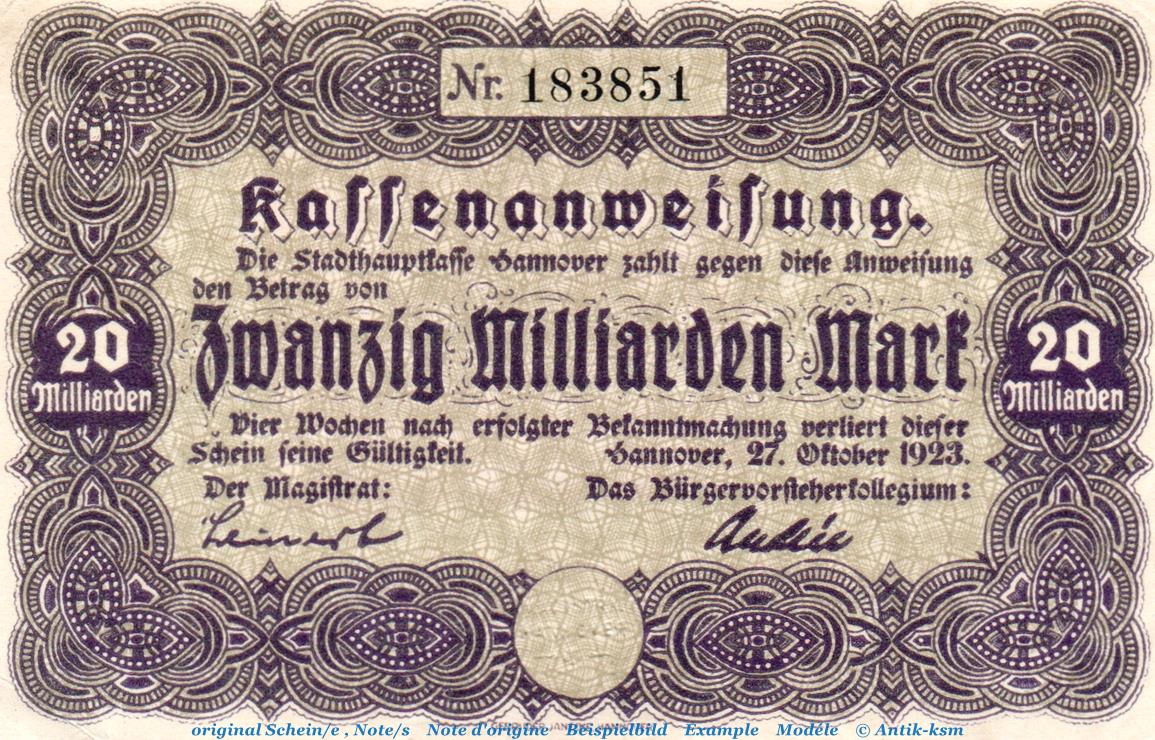 Nr. 183851
Kassenanweisung.
Die Stadthauptkasse Hannover zahlt gegen diese Anweisung
den Betrag von
Zwanzig Milliarden Mark
20
Milliarden
20
Milliarden
Vier Wochen nach erfolgter Bekanntmachung verliert dieser
Schein seine Gültigkeit. Hannover, 27. Oktober 1923.
Der Magistrat: Das Bürgervorsteherkollegium:
Leinert
original Schein/e , Note/s Note d'origine Beispielbild Example Modéle © Antik-ksm